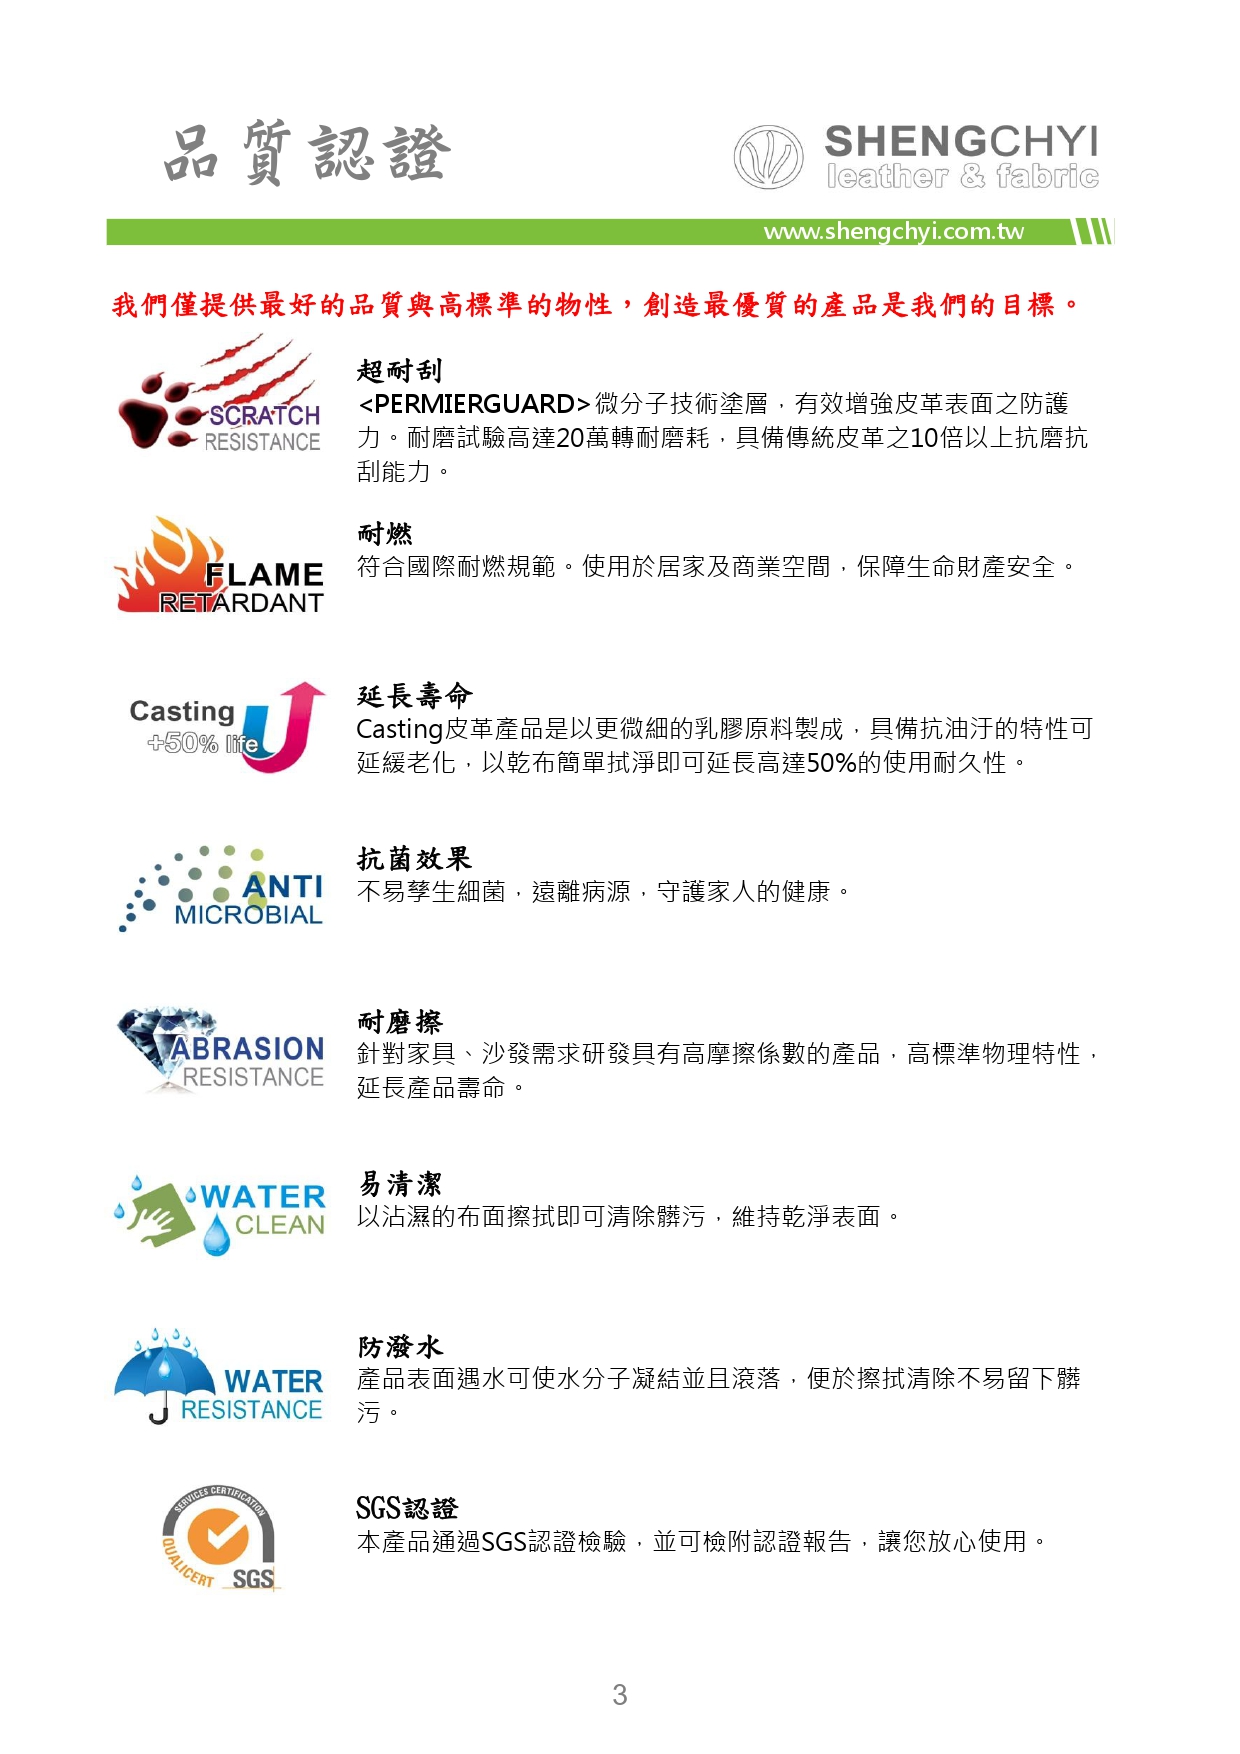 品質認證
SHENGCHYI
leather & fabric
www.shengchyi.com.tw
我們僅提供最好的品質與高標準的物性，創造最優質的產品是我們的目標。
SCRATCH
RESISTANCE
超耐刮
<PERMIERGUARD>微分子技術塗層，有效增強皮革表面之防護
力。耐磨試驗高達20萬轉耐磨耗，具備傳統皮革之10倍以上抗磨抗
刮能力。
FLAME
RETARDANT
耐燃
符合國際耐燃規範。使用於居家及商業空間，保障生命財產安全。
Casting
+50% life
延長壽命
Casting皮革產品是以更微細的乳膠原料製成，具備抗油汙的特性可
延緩老化，以乾布簡單拭淨即可延長高達50%的使用耐久性。
ANTI
MICROBIAL
抗菌效果
不易孳生細菌，遠離病源，守護家人的健康。
ABRASION
RESISTANCE
耐磨擦
針對家具、沙發需求研發具有高摩擦係數的產品，高標準物理特性，
延長產品壽命。
WATER
CLEAN
易清潔
以沾濕的布面擦拭即可清除髒污，維持乾淨表面。
WATER
RESISTANCE
防潑水
產品表面遇水可使水分子凝結並且滾落，便於擦拭清除不易留下髒
污。
SERVICES CERTIFICATION
QUALICERT
SGS
SGS認證
本產品通過SGS認證檢驗，並可檢附認證報告，讓您放心使用。
3